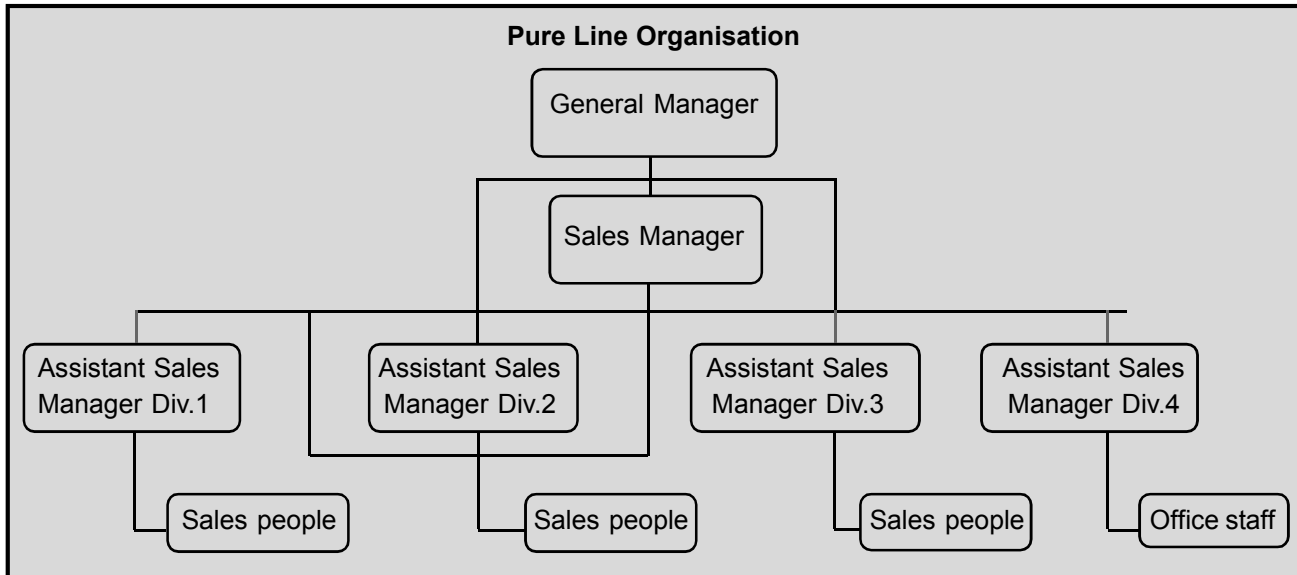 Pure Line Organisation
General Manager
Sales Manager
Assistant Sales
Manager Div.1
Assistant Sales
Manager Div.2
Assistant Sales
Manager Div.3
Assistant Sales
Manager Div.4
Sales people
Sales people
Sales people
Office staff